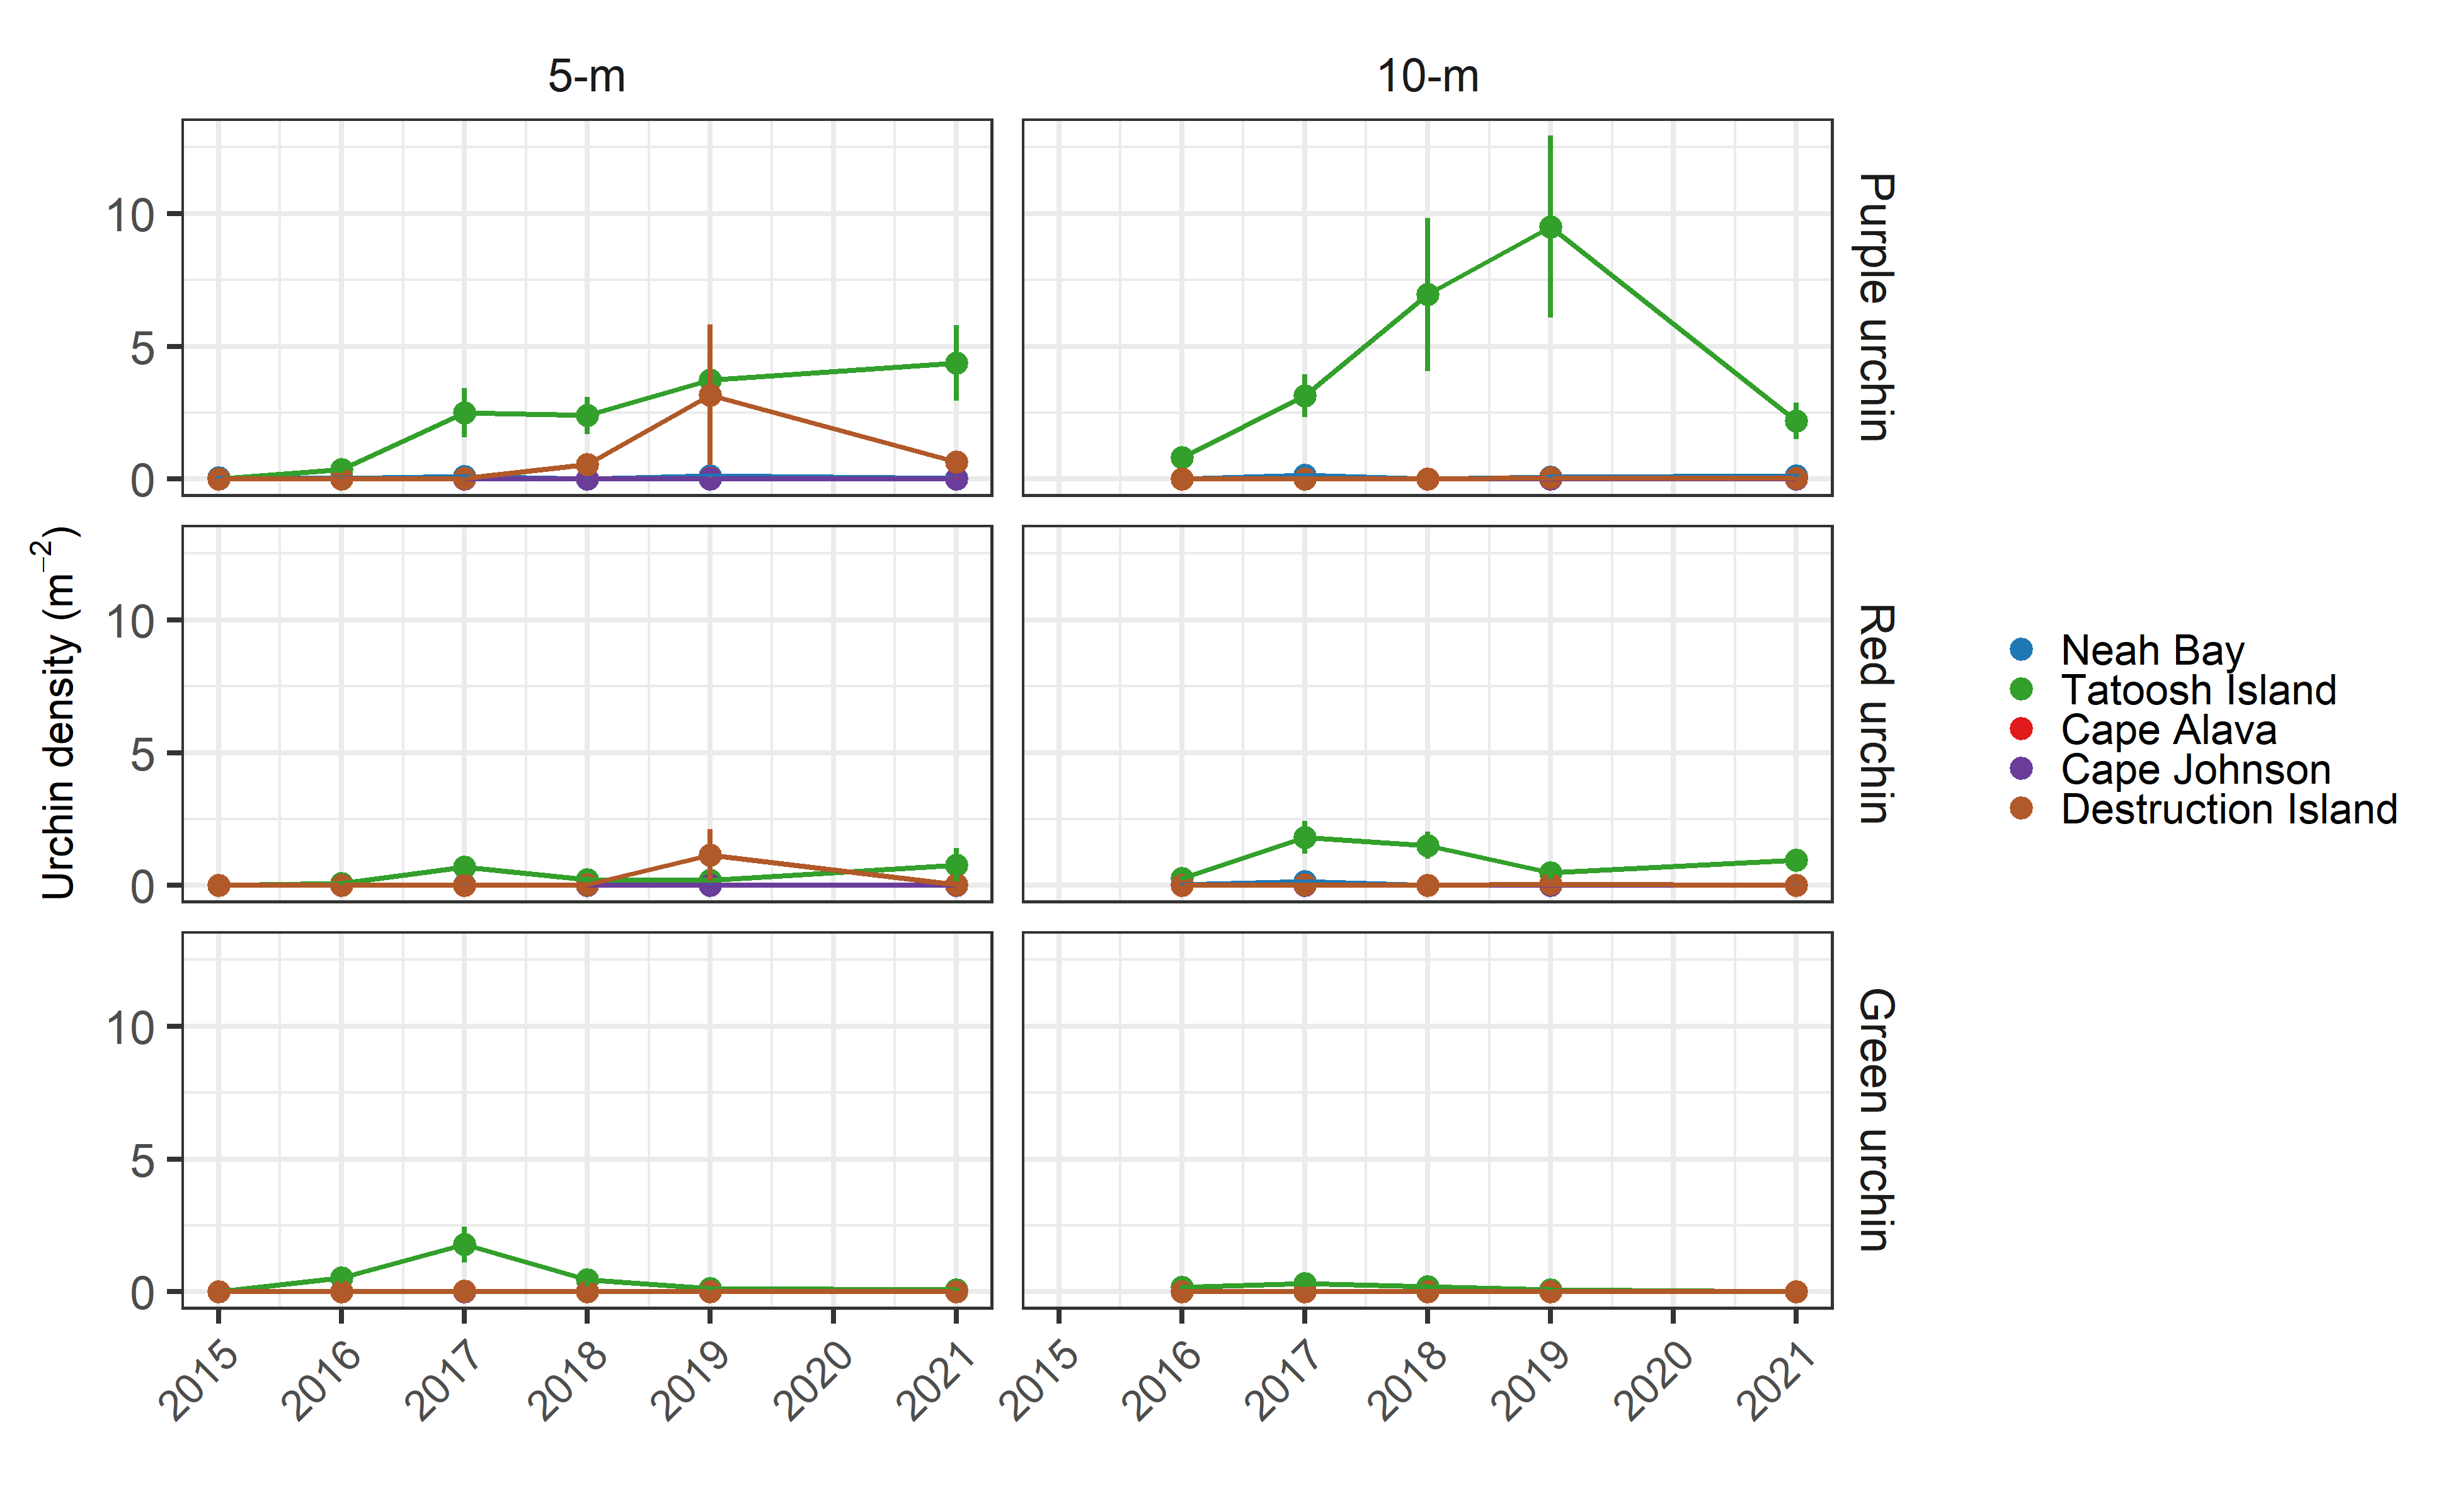 5-m 10-m
Urchin density (m⁻²)
10
5
0
Purple urchin
10
5
0
Red urchin
10
5
0
Green urchin
2015 2016 2017 2018 2019 2020 2021
2015 2016 2017 2018 2019 2020 2021
Neah Bay
Tatoosh Island
Cape Alava
Cape Johnson
Destruction Island